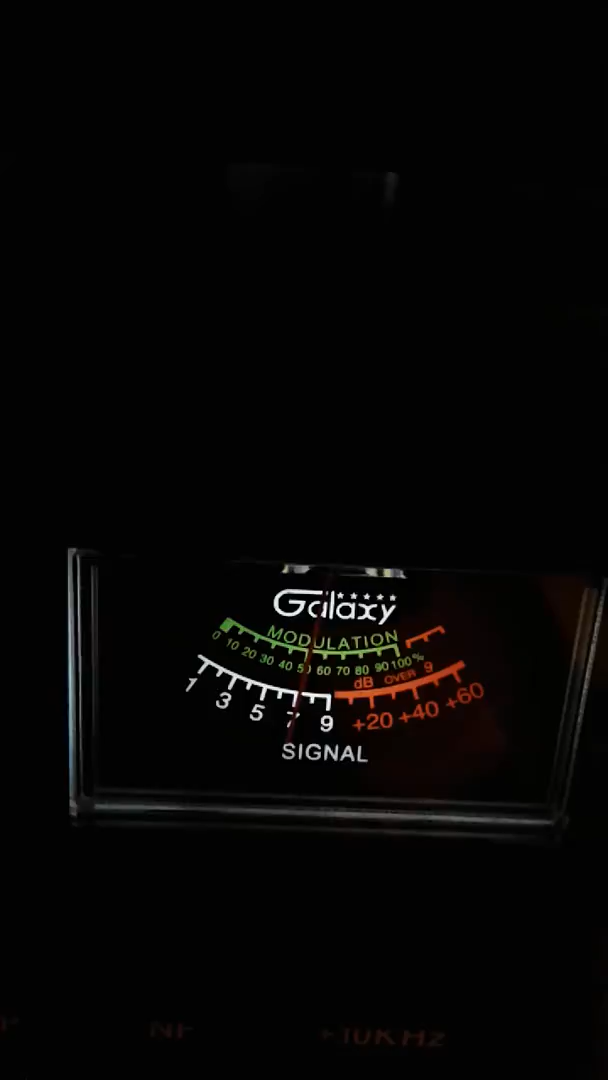 Galaxy
MODULATION
0 10 20 30 40 50 60 70 80 90 100 %
dB OVER 9
1 3 5 7 9 +20 +40 +60
SIGNAL
+10KHz